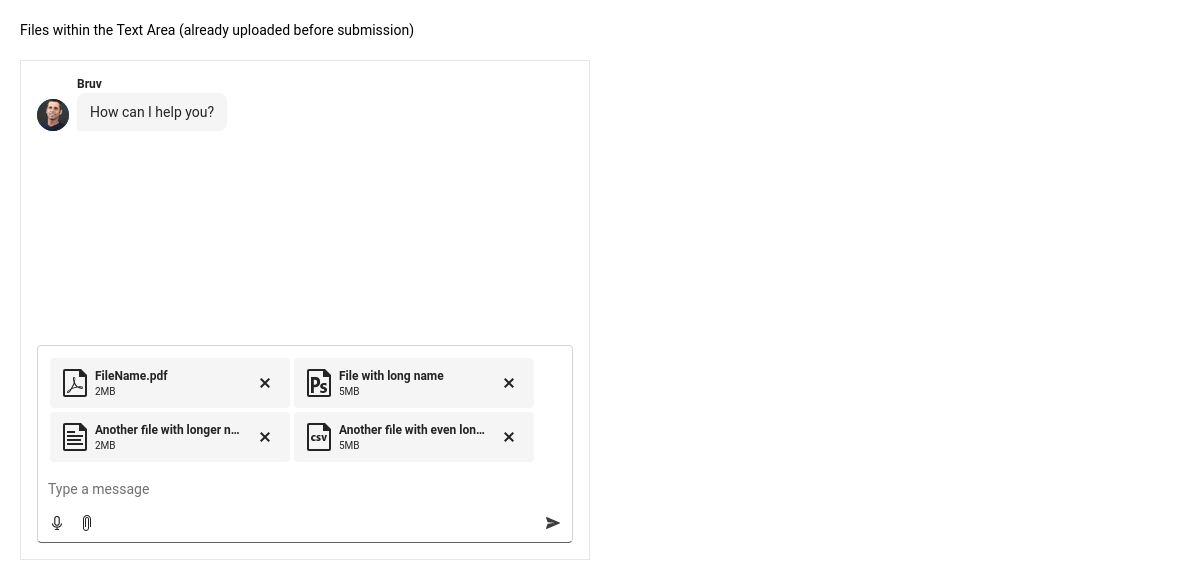 Files within the Text Area (already uploaded before submission)
Bruv
How can I help you?
FileName.pdf
2MB
Ps
File with long name
5MB
Another file with longer n...
2MB
csv
Another file with even lon...
5MB
Type a message